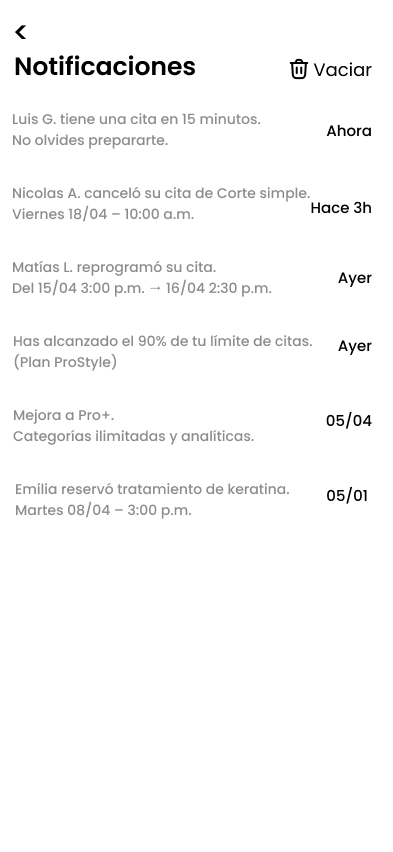 Notificaciones
Vaciar
Luis G. tiene una cita en 15 minutos.
No olvides prepararte.
Ahora
Nicolas A. canceló su cita de Corte simple.
Viernes 18/04 – 10:00 a.m.
Hace 3h
Matías L. reprogramó su cita.
Del 15/04 3:00 p.m. → 16/04 2:30 p.m.
Ayer
Has alcanzado el 90% de tu límite de citas.
(Plan ProStyle)
Ayer
Mejora a Pro+.
Categorías ilimitadas y analíticas.
05/04
Emilia reservó tratamiento de keratina.
Martes 08/04 – 3:00 p.m.
05/01